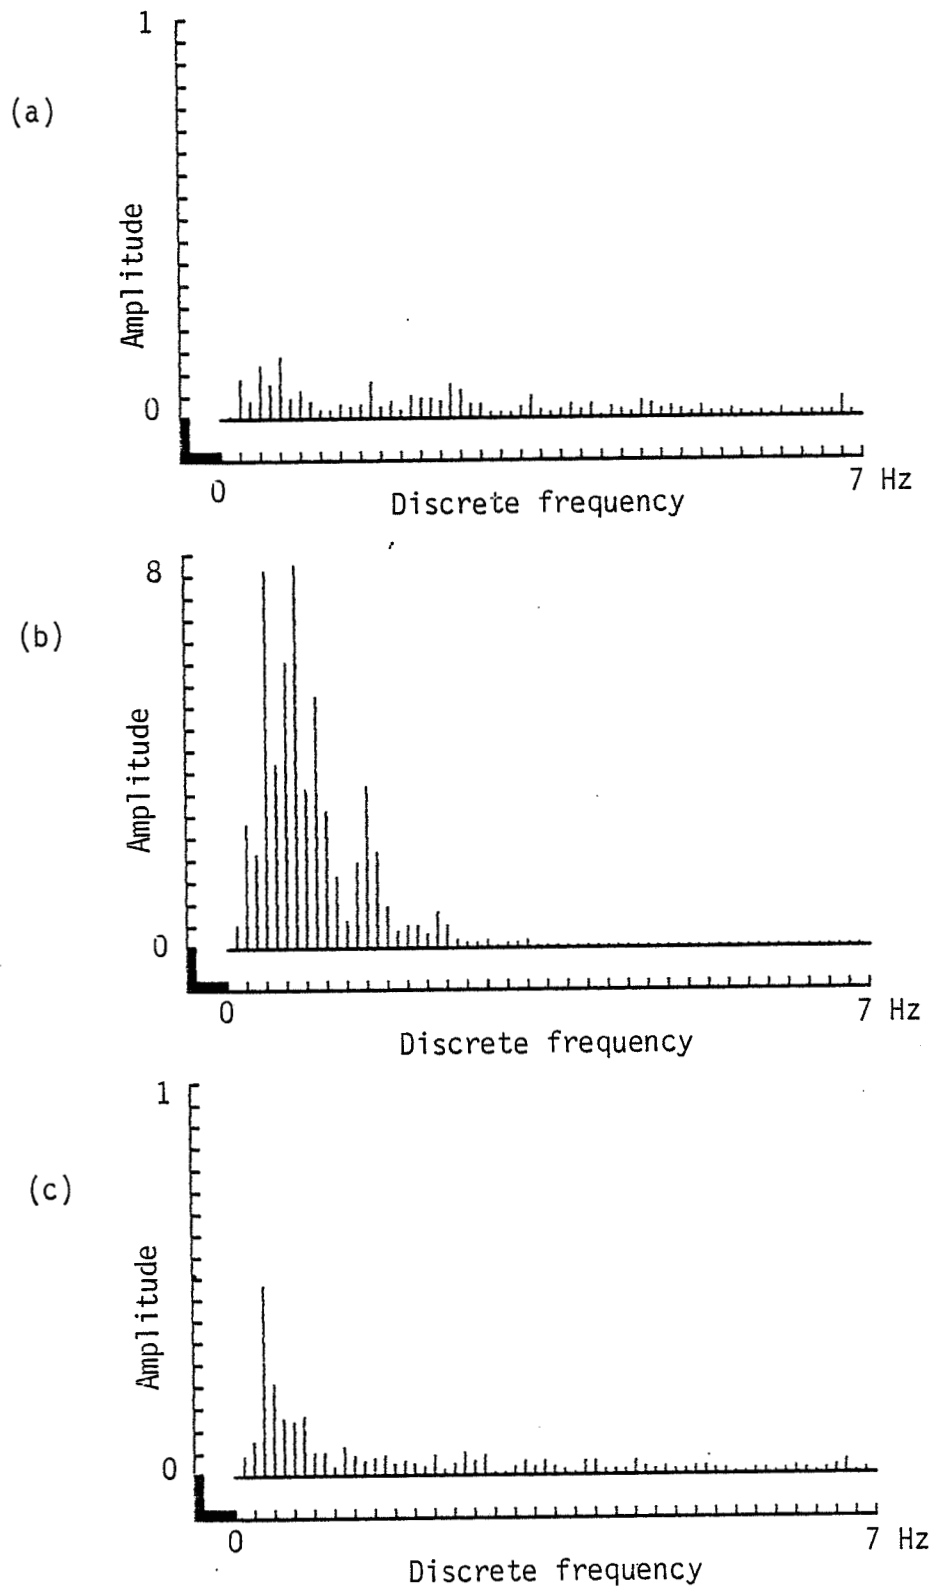 1
(a)
Amplitude
0
0
7 Hz
Discrete frequency
8
(b)
Amplitude
0
0
7 Hz
Discrete frequency
1
(c)
Amplitude
0
0
7 Hz
Discrete frequency